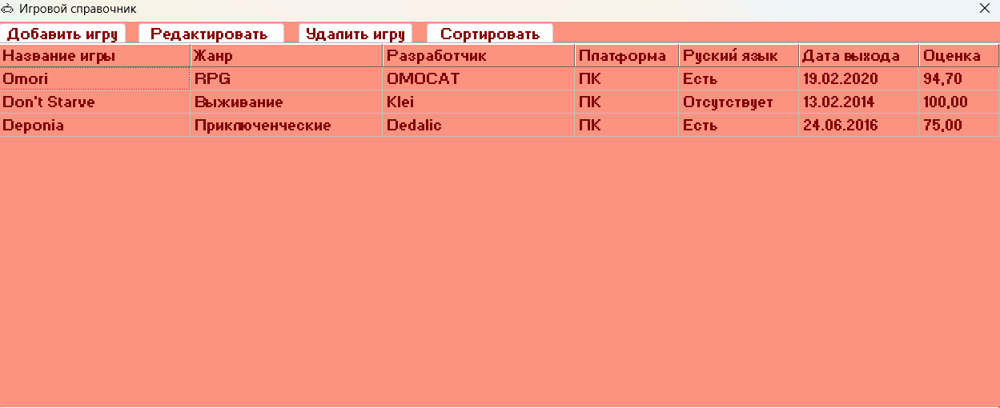 Игровой справочник
Добавить игру Редактировать Удалить игру Сортировать
Название игры Жанр Разработчик Платформа Руский язык Дата выхода Оценка
Omori RPG OMOCAT ПК Есть 19.02.2020 94,70
Don't Starve Выживание Klei ПК Отсутствует 13.02.2014 100,00
Deponia Приключенческие Dedalic ПК Есть 24.06.2016 75,00